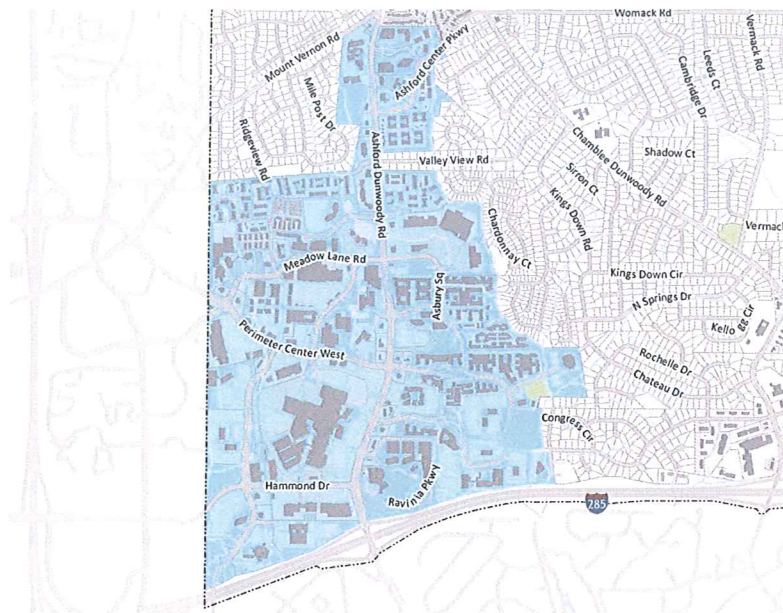 Womack Rd
Mount Vernon Rd
Ashford Center Pkwy
Mile Post Dr
Ridgeview Rd
Ashford Dunwoody Rd
Valley View Rd
Leeds Ct
Vermack Rd
Cambridge Dr
Chamblee Dunwoody Rd
Shadow Ct
Sirron Ct
Kings Down Rd
Chardonnay Ct
Vermack
Meadow Lane Rd
Asbury Sq
Kings Down Cir
N Springs Dr
Kellogg Cir
Perimeter Center West
Rochelle Dr
Chateau Dr
Congress Cir
Hammond Dr
Ravinia Pkwy
285